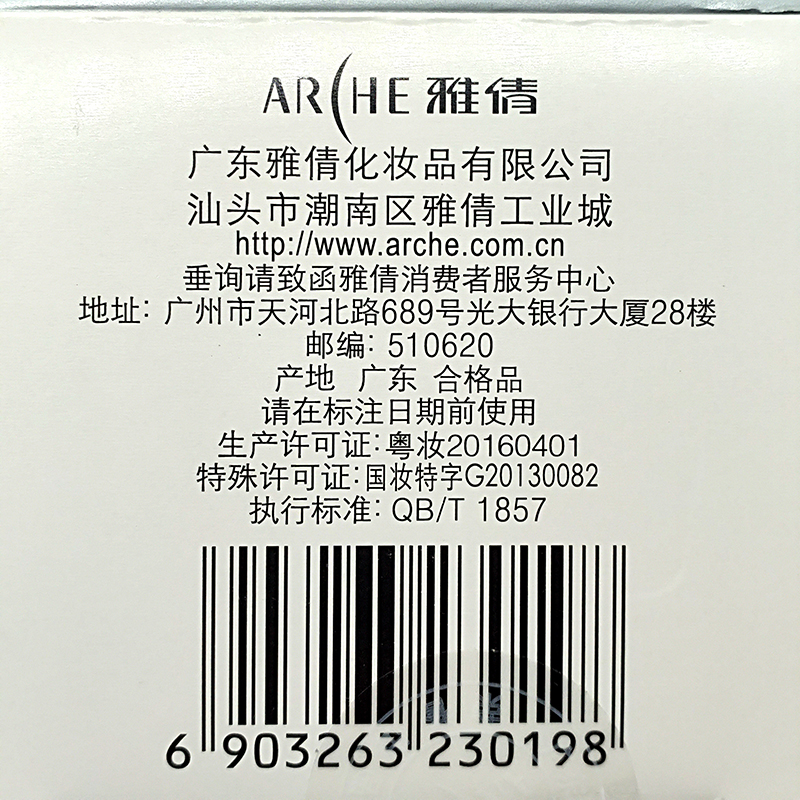 ARCHE 雅倩
广东雅倩化妆品有限公司
汕头市潮南区雅倩工业城
http://www.arche.com.cn
垂询请致函雅倩消费者服务中心
地址: 广州市天河北路689号光大银行大厦28楼
邮编: 510620
产地 广东 合格品
请在标注日期前使用
生产许可证: 粤妆20160401
特殊许可证: 国妆特字G20130082
执行标准: QB/T 1857
6 903263 230198